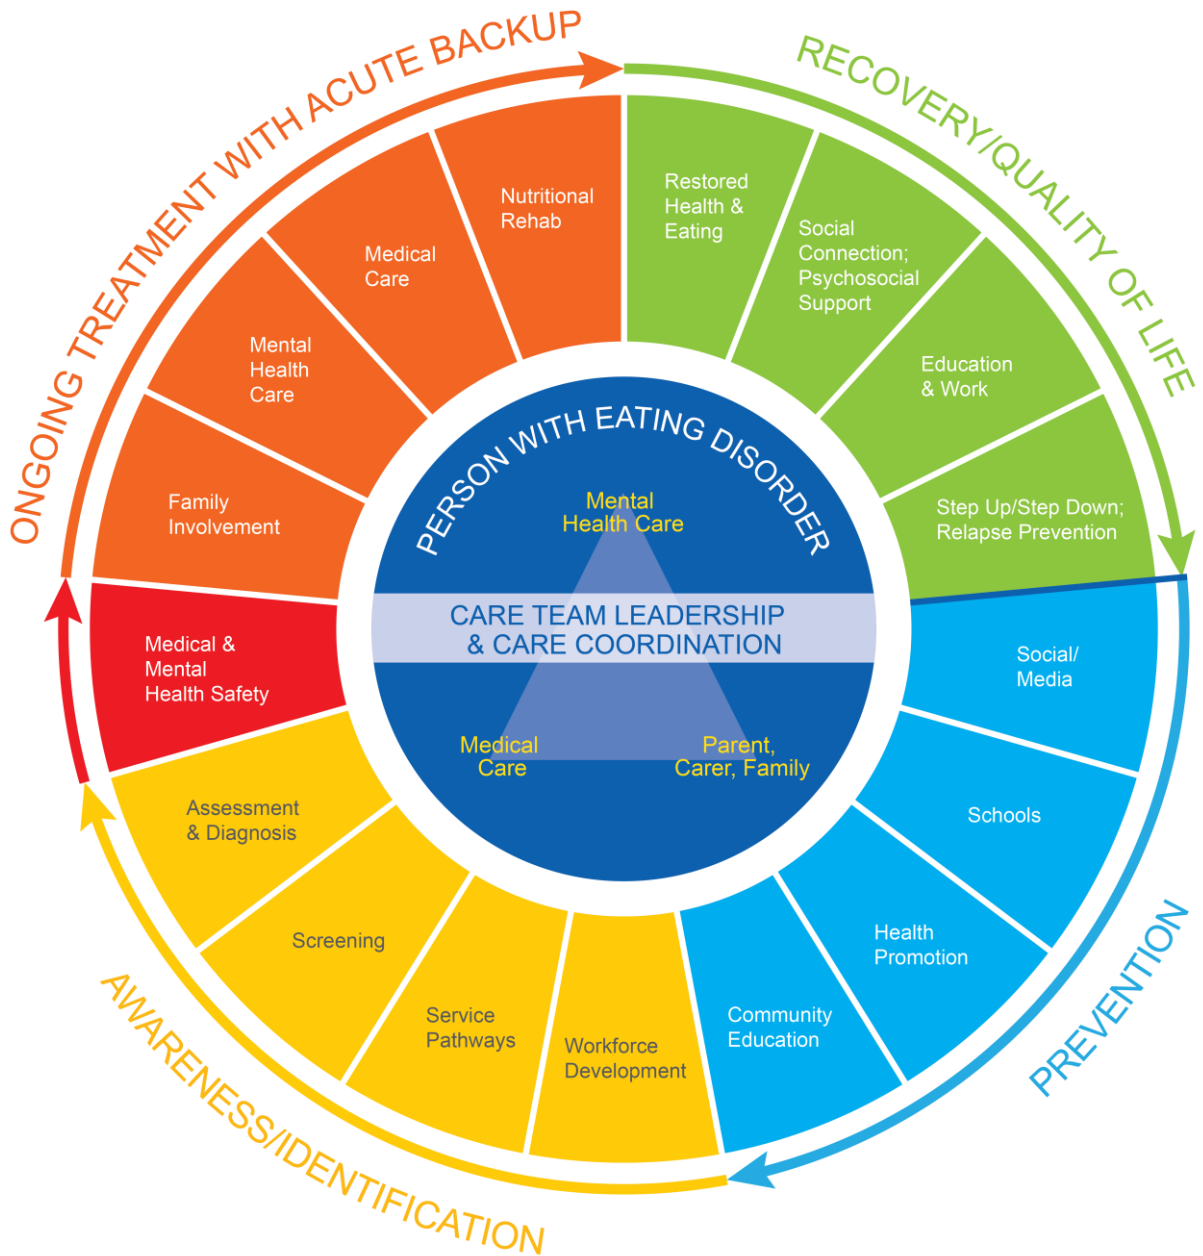 ONGOING TREATMENT WITH ACUTE BACKUP
RECOVERY/QUALITY OF LIFE
PREVENTION
AWARENESS/IDENTIFICATION
Nutritional
Rehab
Restored
Health &
Eating
Social
Connection;
Psychosocial
Support
Education
& Work
Step Up/Step Down;
Relapse Prevention
Social/
Media
Schools
Health
Promotion
Community
Education
Workforce
Development
Service
Pathways
Screening
Assessment
& Diagnosis
Medical &
Mental
Health Safety
Family
Involvement
Mental
Health
Care
Medical
Care
PERSON WITH EATING DISORDER
Mental
Health Care
CARE TEAM LEADERSHIP
& CARE COORDINATION
Medical
Care
Parent,
Carer, Family